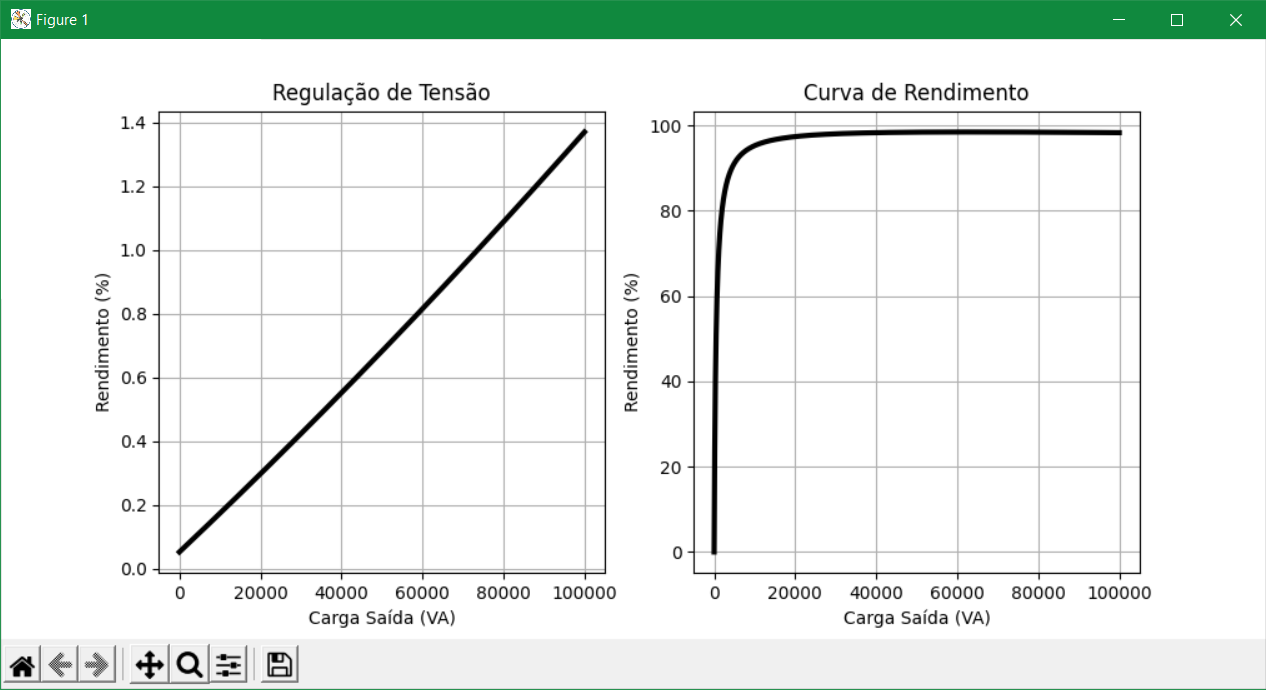 Figure 1
Regulação de Tensão
Rendimento (%)
1.4
1.2
1.0
0.8
0.6
0.4
0.2
0.0
0 20000 40000 60000 80000 100000
Carga Saída (VA)
Curva de Rendimento
Rendimento (%)
100
80
60
40
20
0
0 20000 40000 60000 80000 100000
Carga Saída (VA)